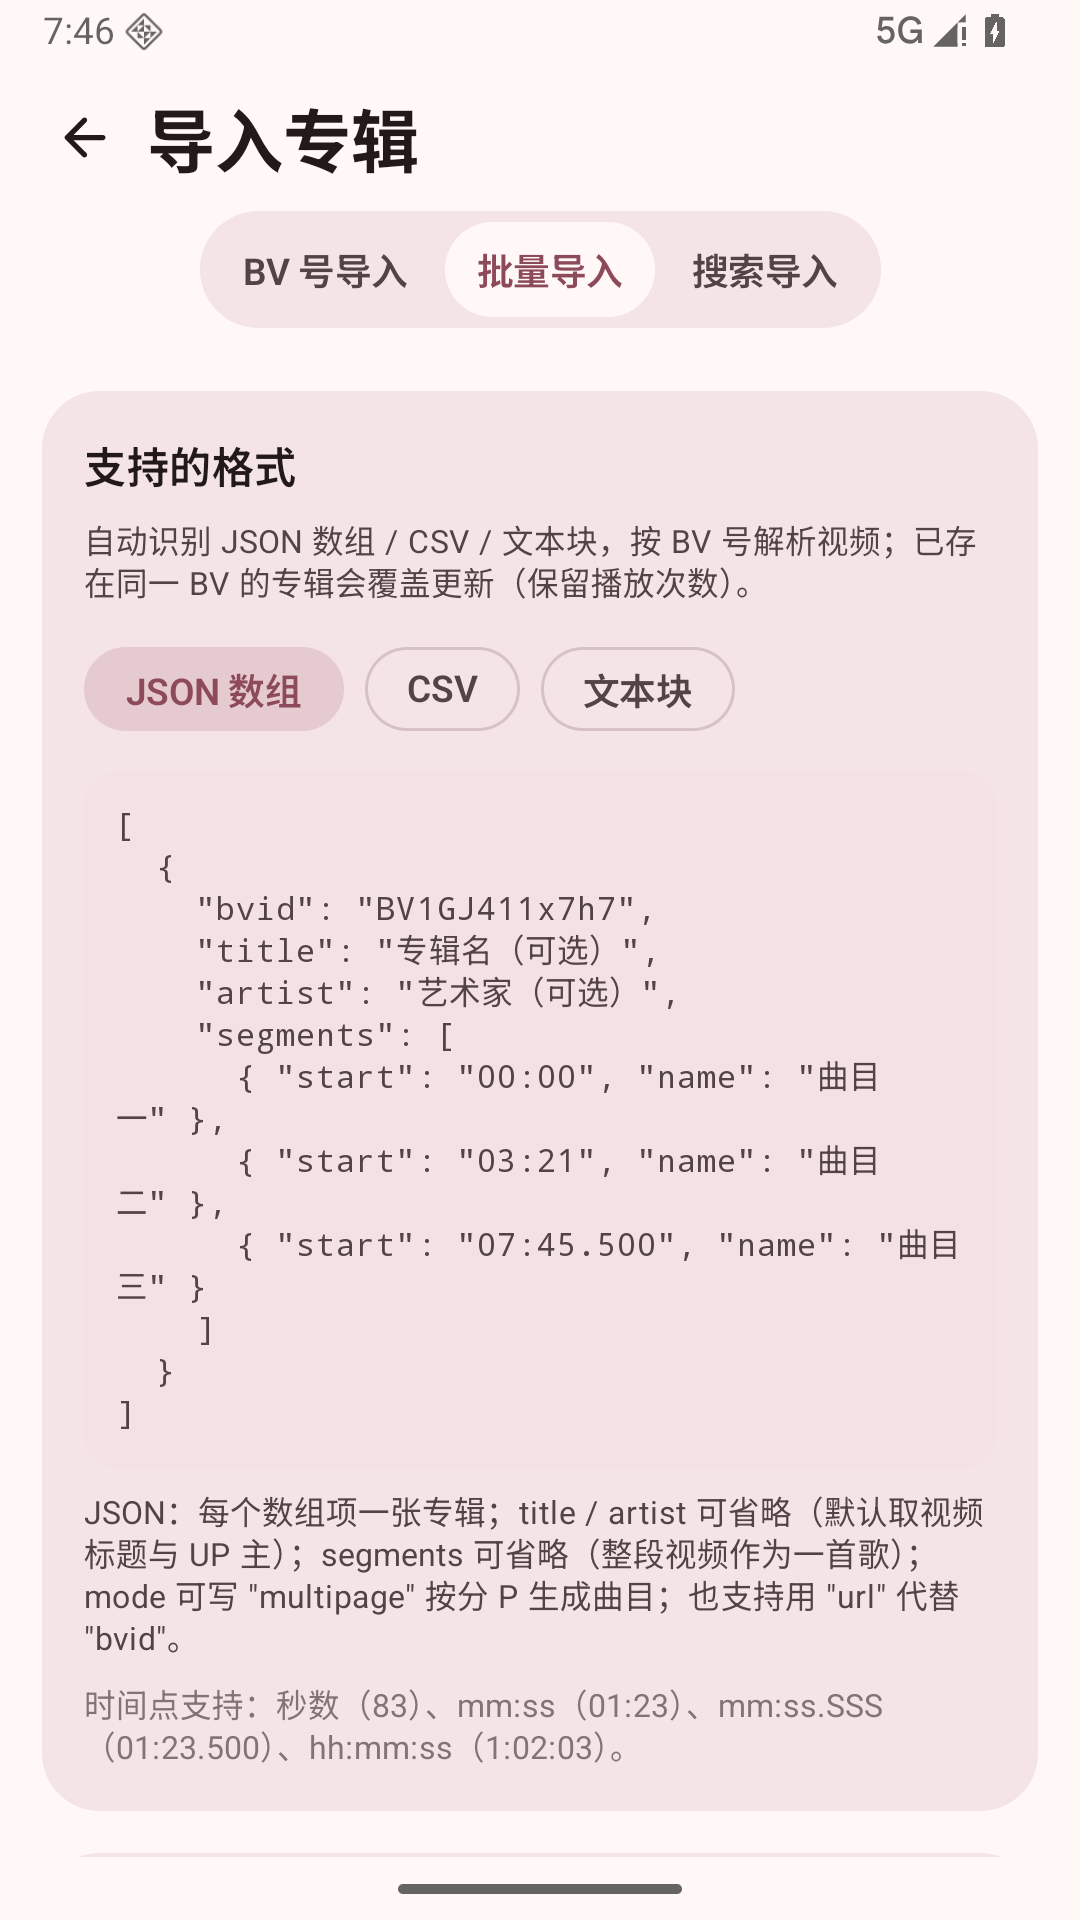 7:46
5G
导入专辑
BV 号导入
批量导入
搜索导入
支持的格式
自动识别 JSON 数组 / CSV / 文本块，按 BV 号解析视频；已存
在同一 BV 的专辑会覆盖更新（保留播放次数）。
JSON 数组
CSV
文本块
[
  {
    "bvid": "BV1GJ411x7h7",
    "title": "专辑名（可选）",
    "artist": "艺术家（可选）",
    "segments": [
      { "start": "00:00", "name": "曲目
一" },
      { "start": "03:21", "name": "曲目
二" },
      { "start": "07:45.500", "name": "曲目
三" }
    ]
  }
]
JSON：每个数组项一张专辑；title / artist 可省略（默认取视频
标题与 UP 主）；segments 可省略（整段视频作为一首歌）；
mode 可写 "multipage" 按分 P 生成曲目；也支持用 "url" 代替
"bvid"。
时间点支持：秒数（83）、mm:ss（01:23）、mm:ss.SSS
（01:23.500）、hh:mm:ss（1:02:03）。